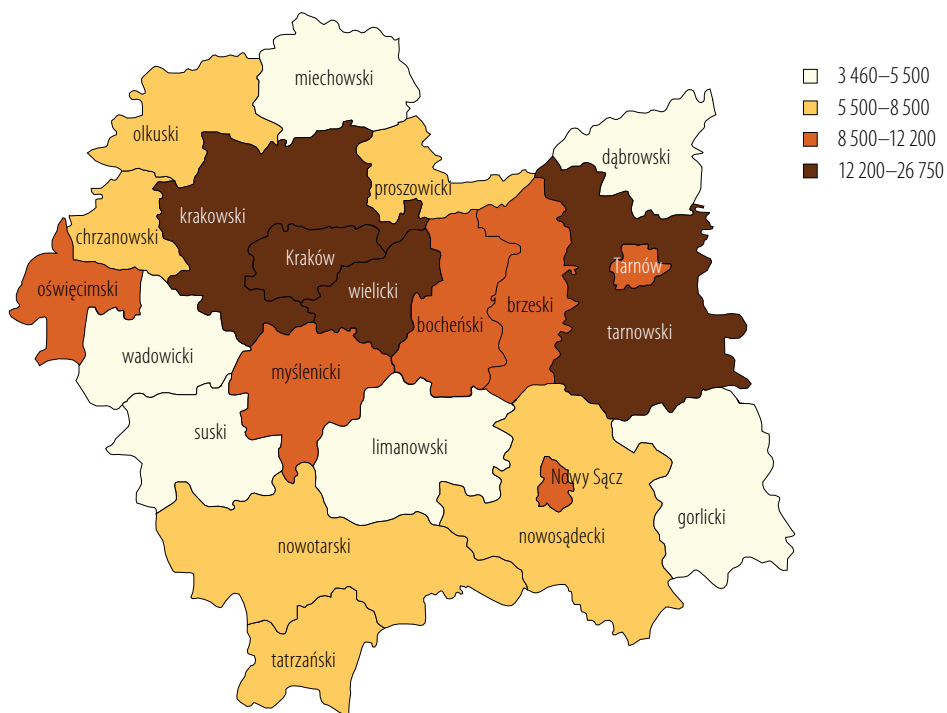 miechowski
3 460–5 500
5 500–8 500
8 500–12 200
12 200–26 750
olkuski
dąbrowski
proszowicki
krakowski
chrzanowski
Kraków
Tarnów
oświęcimski
wielicki
brzeski
bocheński
tarnowski
wadowicki
myślenicki
suski
limanowski
Nowy Sącz
gorlicki
nowosądecki
nowotarski
tatrzański